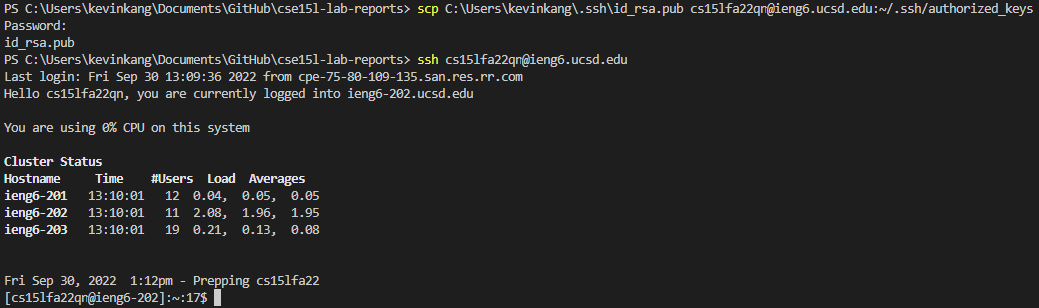 PS C:\Users\kevinkang\Documents\GitHub\cse15l-lab-reports> scp C:\Users\kevinkang\.ssh\id_rsa.pub cs15lfa22qn@ieng6.ucsd.edu:~/.ssh/authorized_keys
Password:
id_rsa.pub
PS C:\Users\kevinkang\Documents\GitHub\cse15l-lab-reports> ssh cs15lfa22qn@ieng6.ucsd.edu
Last login: Fri Sep 30 13:09:36 2022 from cpe-75-80-109-135.san.res.rr.com
Hello cs15lfa22qn, you are currently logged into ieng6-202.ucsd.edu
You are using 0% CPU on this system
Cluster Status
Hostname     Time    #Users  Load  Averages
ieng6-201   13:10:01   12  0.04,  0.05,  0.05
ieng6-202   13:10:01   11  2.08,  1.96,  1.95
ieng6-203   13:10:01   19  0.21,  0.13,  0.08
Fri Sep 30, 2022  1:12pm - Prepping cs15lfa22
[cs15lfa22qn@ieng6-202]:~:17$